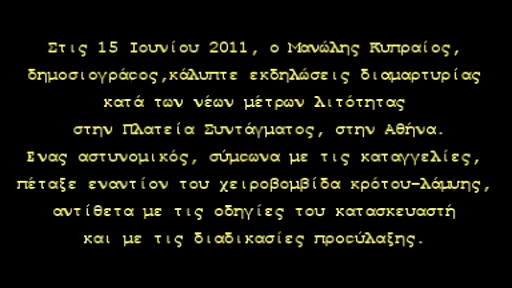 Στις 15 Ιουνίου 2011, ο Μανώλης Κυπραίος,
δημοσιογράφος,κάλυπτε εκδηλώσεις διαμαρτυρίας
κατά των νέων μέτρων λιτότητας
στην Πλατεία Συντάγματος, στην Αθήνα.
Ενας αστυνομικός, σύμφωνα με τις καταγγελίες,
πέταξε εναντίον του χειροβομβίδα κρότου-λάμψης,
αντίθετα με τις οδηγίες του κατασκευαστή
και με τις διαδικασίες προφύλαξης.